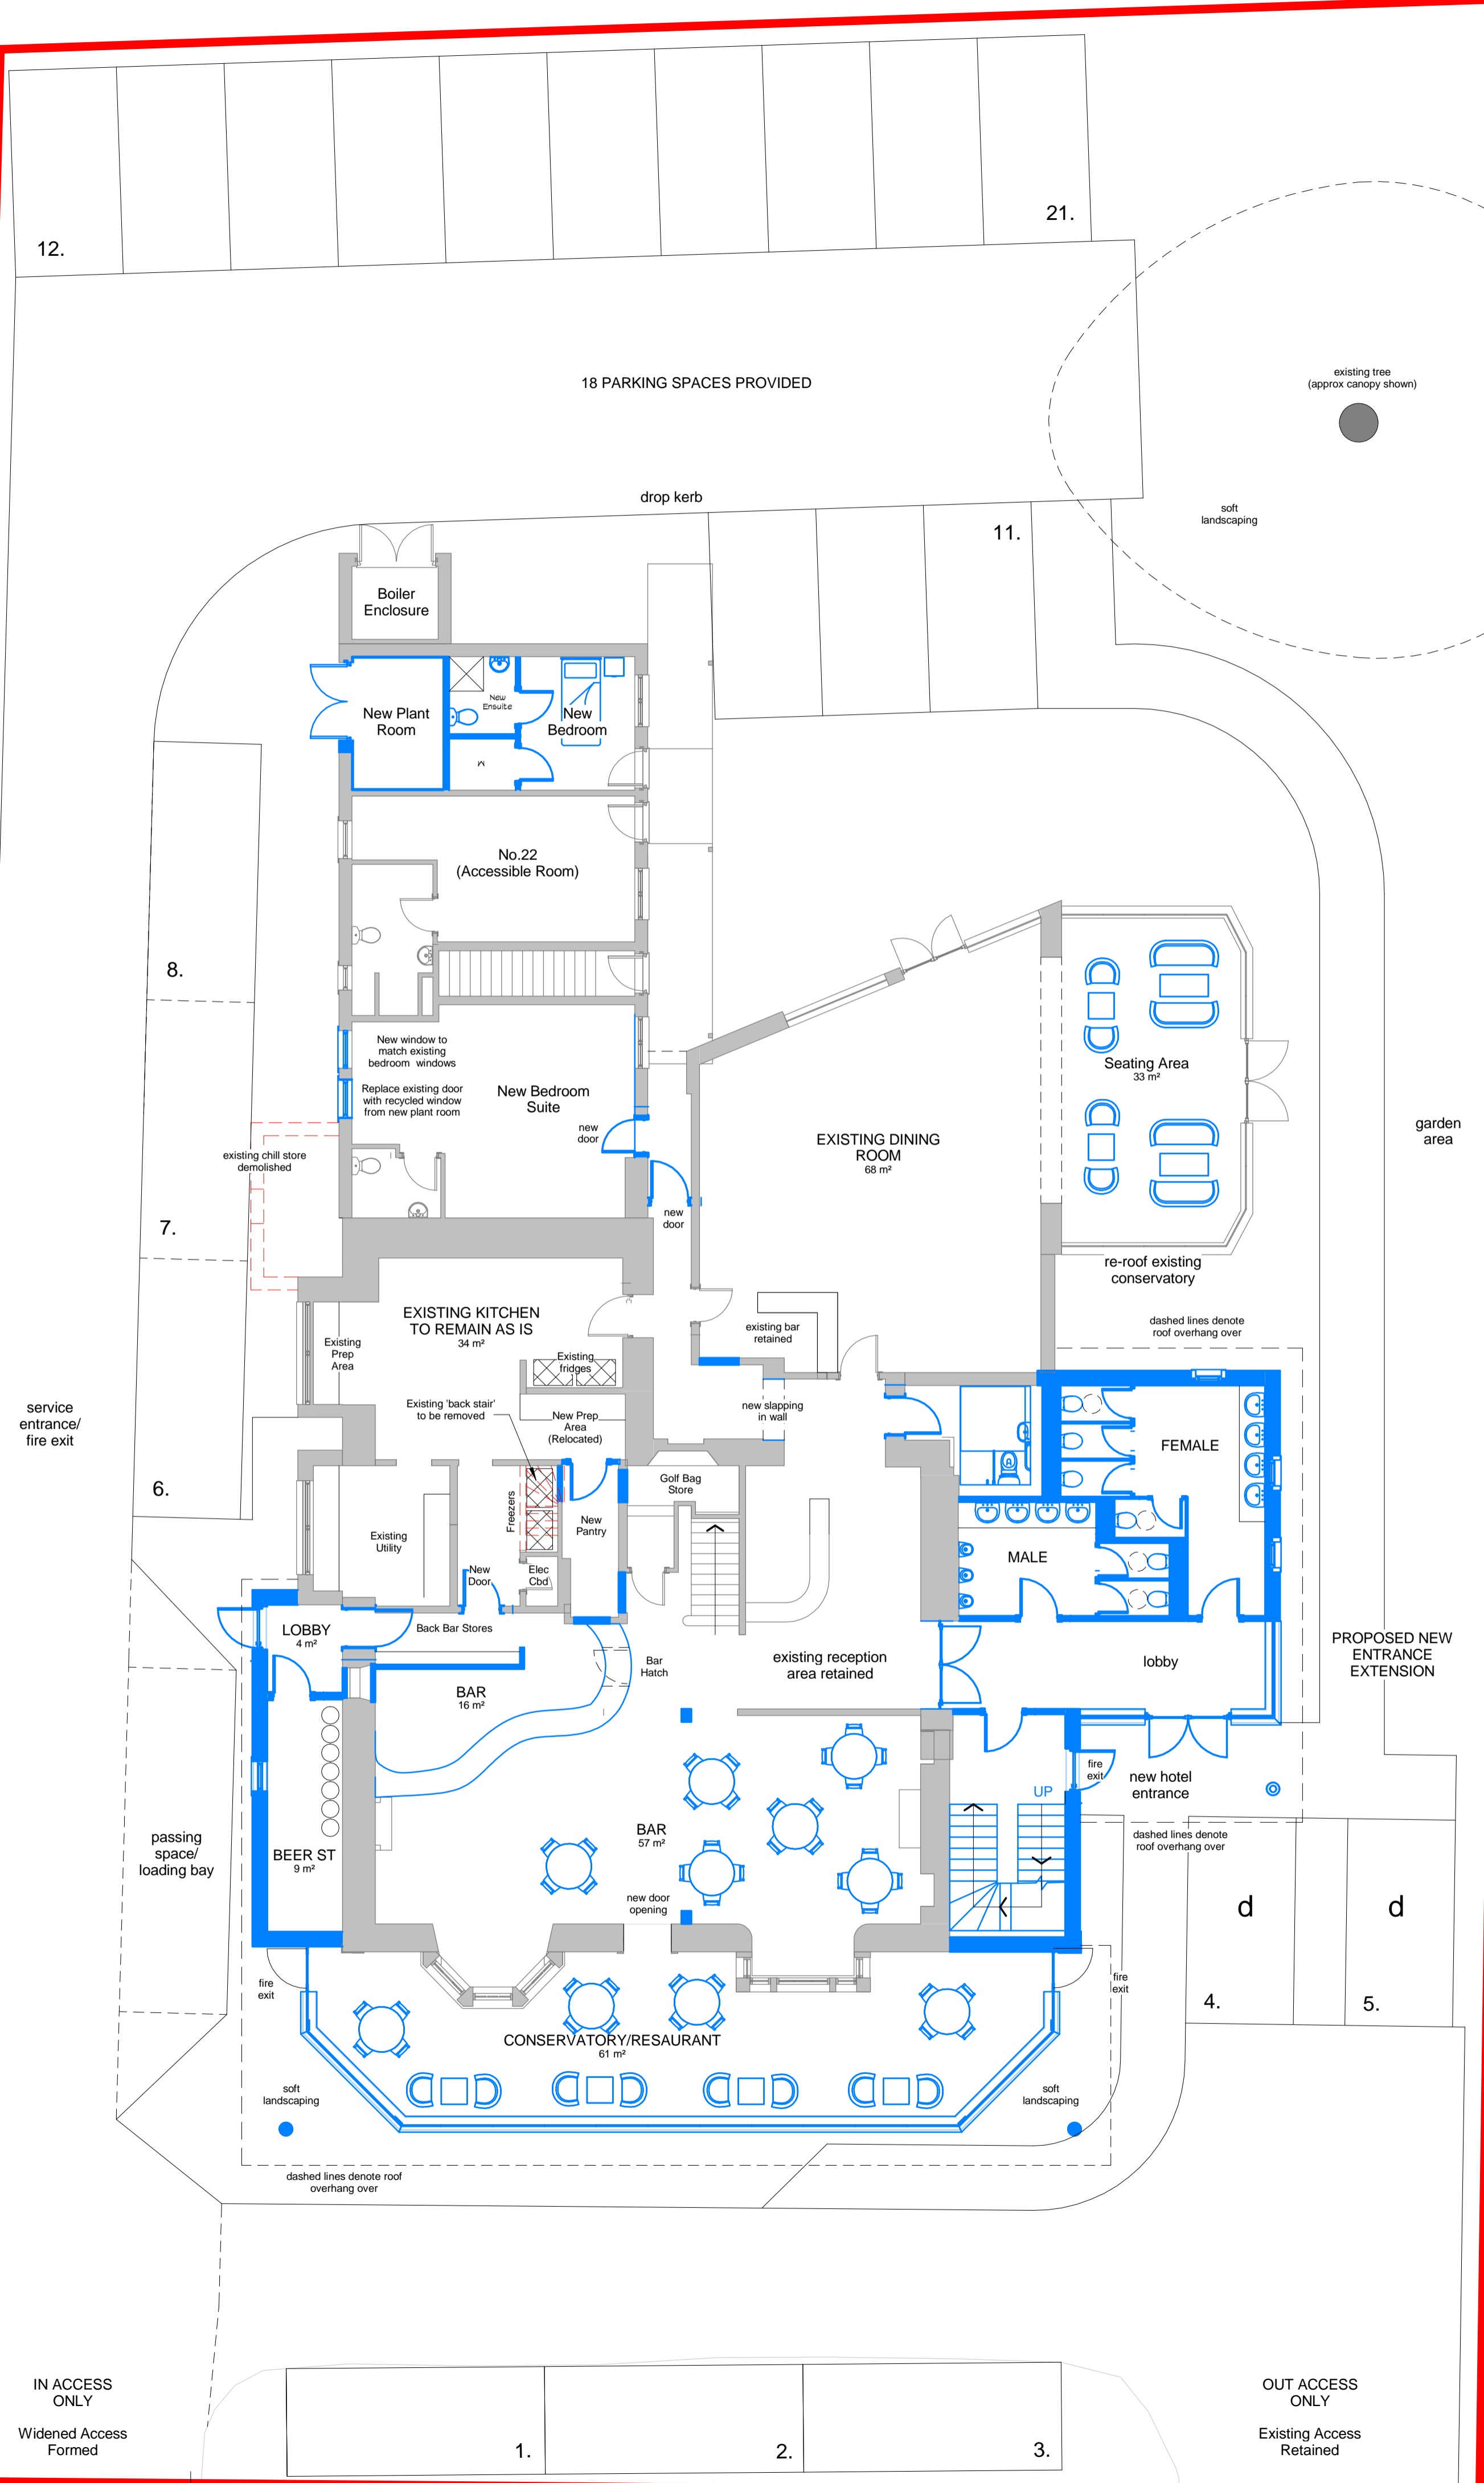 12.
21.
18 PARKING SPACES PROVIDED
existing tree
(approx canopy shown)
drop kerb
soft
landscaping
11.
Boiler
Enclosure
New Plant
Room
New
Ensuite
New
Bedroom
M
No.22
(Accessible Room)
8.
New window to
match existing
bedroom windows
Replace existing door
with recycled window
from new plant room
New Bedroom
Suite
new
door
Seating Area
33 m²
EXISTING DINING
ROOM
68 m²
garden
area
existing chill store
demolished
new
door
7.
re-roof existing
conservatory
EXISTING KITCHEN
TO REMAIN AS IS
34 m²
Existing
Prep
Area
Existing
fridges
existing bar
retained
dashed lines denote
roof overhang over
service
entrance/
fire exit
Existing 'back stair'
to be removed
New Prep
Area
(Relocated)
new slapping
in wall
FEMALE
6.
Golf Bag
Store
Freezers
New
Pantry
Existing
Utility
MALE
New
Door
Elec
Cbd
LOBBY
4 m²
Back Bar Stores
Bar
Hatch
existing reception
area retained
lobby
PROPOSED NEW
ENTRANCE
EXTENSION
BAR
16 m²
fire
exit
new hotel
entrance
UP
passing
space/
loading bay
BEER ST
9 m²
BAR
57 m²
dashed lines denote
roof overhang over
new door
opening
d
d
fire
exit
fire
exit
4.
5.
CONSERVATORY/RESAURANT
61 m²
soft
landscaping
soft
landscaping
dashed lines denote roof
overhang over
IN ACCESS
ONLY
Widened Access
Formed
OUT ACCESS
ONLY
Existing Access
Retained
1.
2.
3.